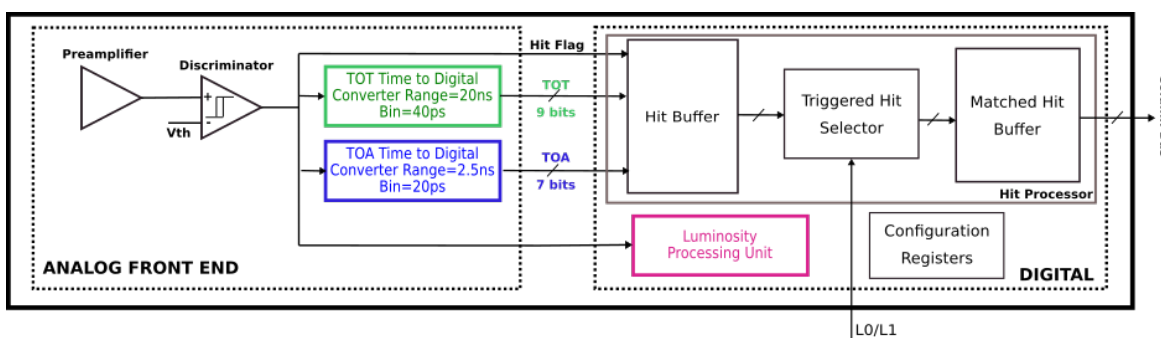 Preamplifier
Discriminator
+
-
Vth
TOT Time to Digital
Converter Range=20ns
Bin=40ps
TOA Time to Digital
Converter Range=2.5ns
Bin=20ps
Hit Flag
TOT
9 bits
TOA
7 bits
Hit Buffer
Triggered Hit
Selector
Matched Hit
Buffer
Hit Processor
Luminosity
Processing Unit
Configuration
Registers
ANALOG FRONT END
DIGITAL
L0/L1